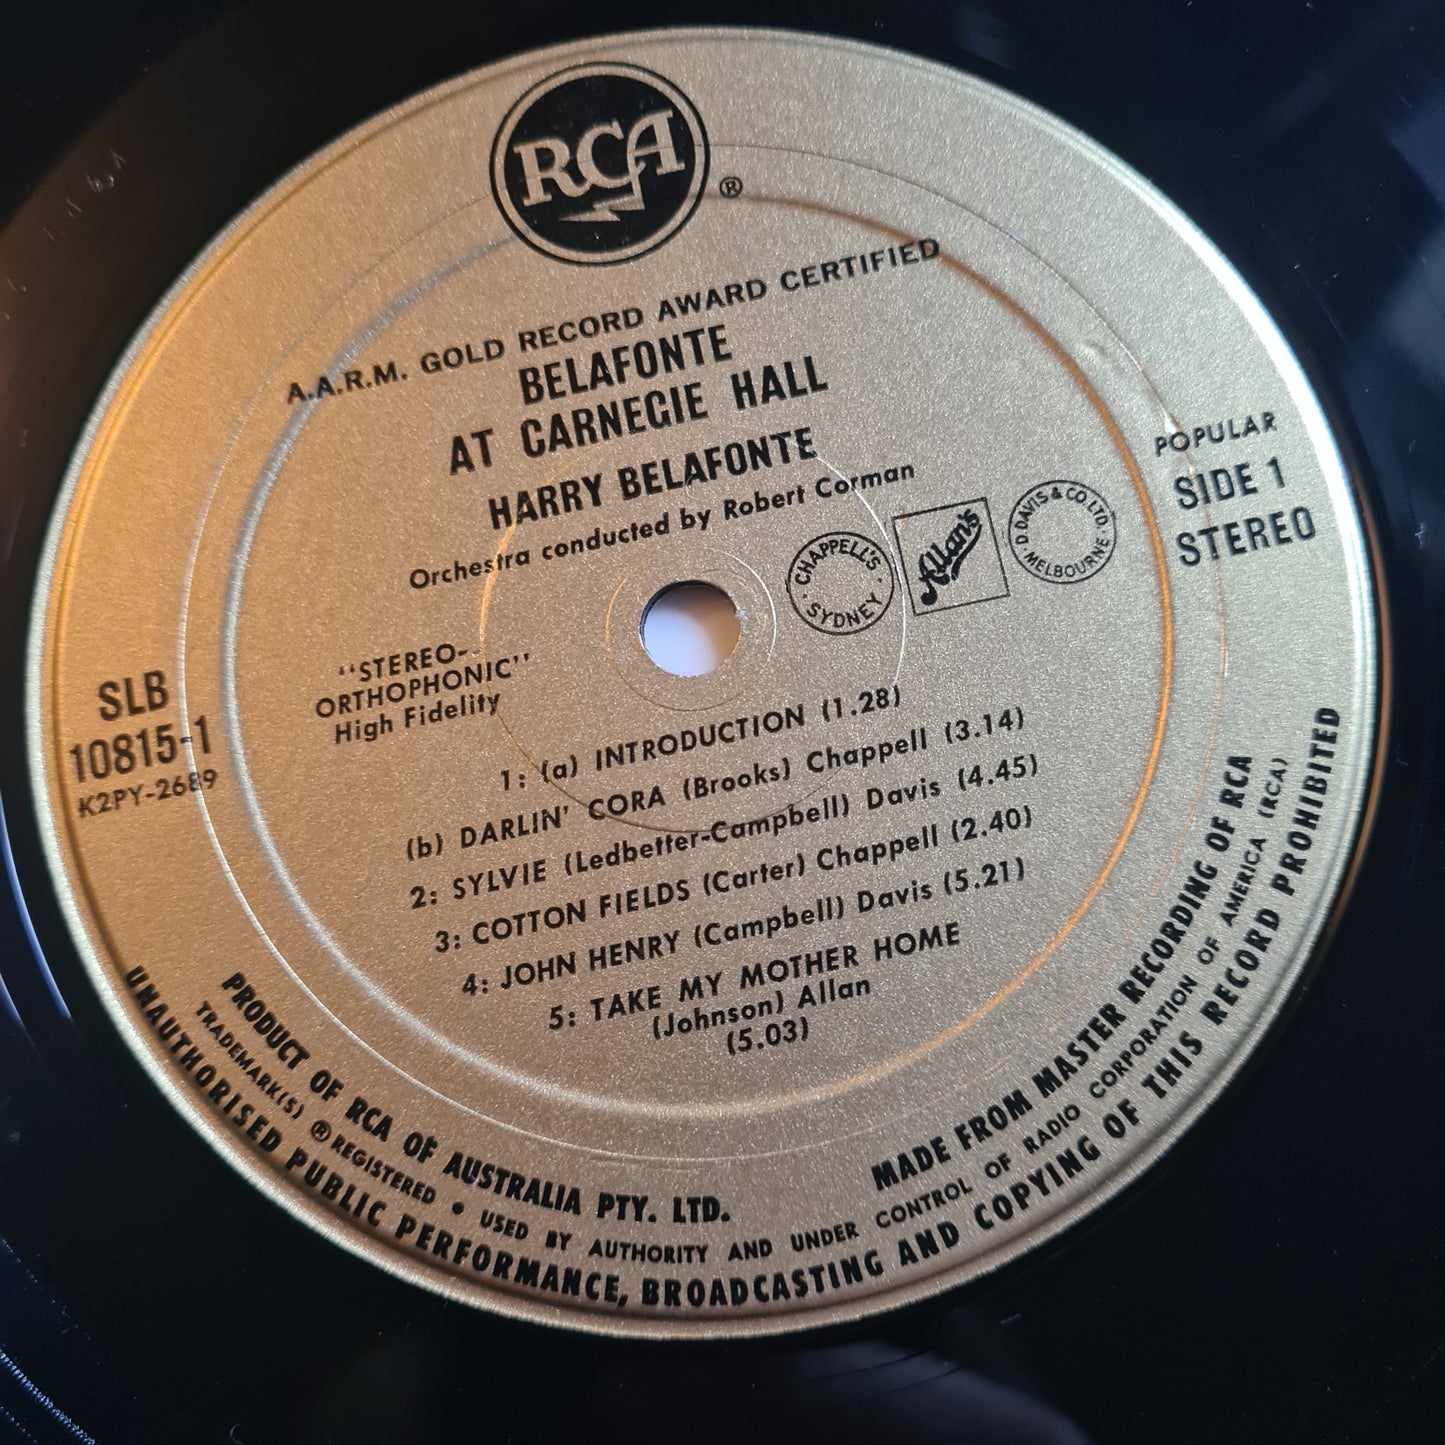 RCA
®
A.A.R.M. GOLD RECORD AWARD CERTIFIED
BELAFONTE
AT CARNEGIE HALL
HARRY BELAFONTE
Orchestra conducted by Robert Corman
POPULAR
SIDE 1
STEREO
CHAPPELL'S
SYDNEY
Allan's
D. DAVIS & CO. LTD.
MELBOURNE
"STEREO-
ORTHOPHONIC"
High Fidelity
SLB
10815-1
K2PY-2689
1: (a) INTRODUCTION (1.28)
(b) DARLIN' CORA (Brooks) Chappell (3.14)
2: SYLVIE (Ledbetter-Campbell) Davis (4.45)
3: COTTON FIELDS (Carter) Chappell (2.40)
4: JOHN HENRY (Campbell) Davis (5.21)
5: TAKE MY MOTHER HOME
(Johnson) Allan
(5.03)
PRODUCT OF RCA OF AUSTRALIA PTY. LTD.
MADE FROM MASTER RECORDING OF RCA
TRADEMARK(S) ® REGISTERED • USED BY AUTHORITY AND UNDER CONTROL OF RADIO CORPORATION OF AMERICA (RCA)
UNAUTHORISED PUBLIC PERFORMANCE, BROADCASTING AND COPYING OF THIS RECORD PROHIBITED